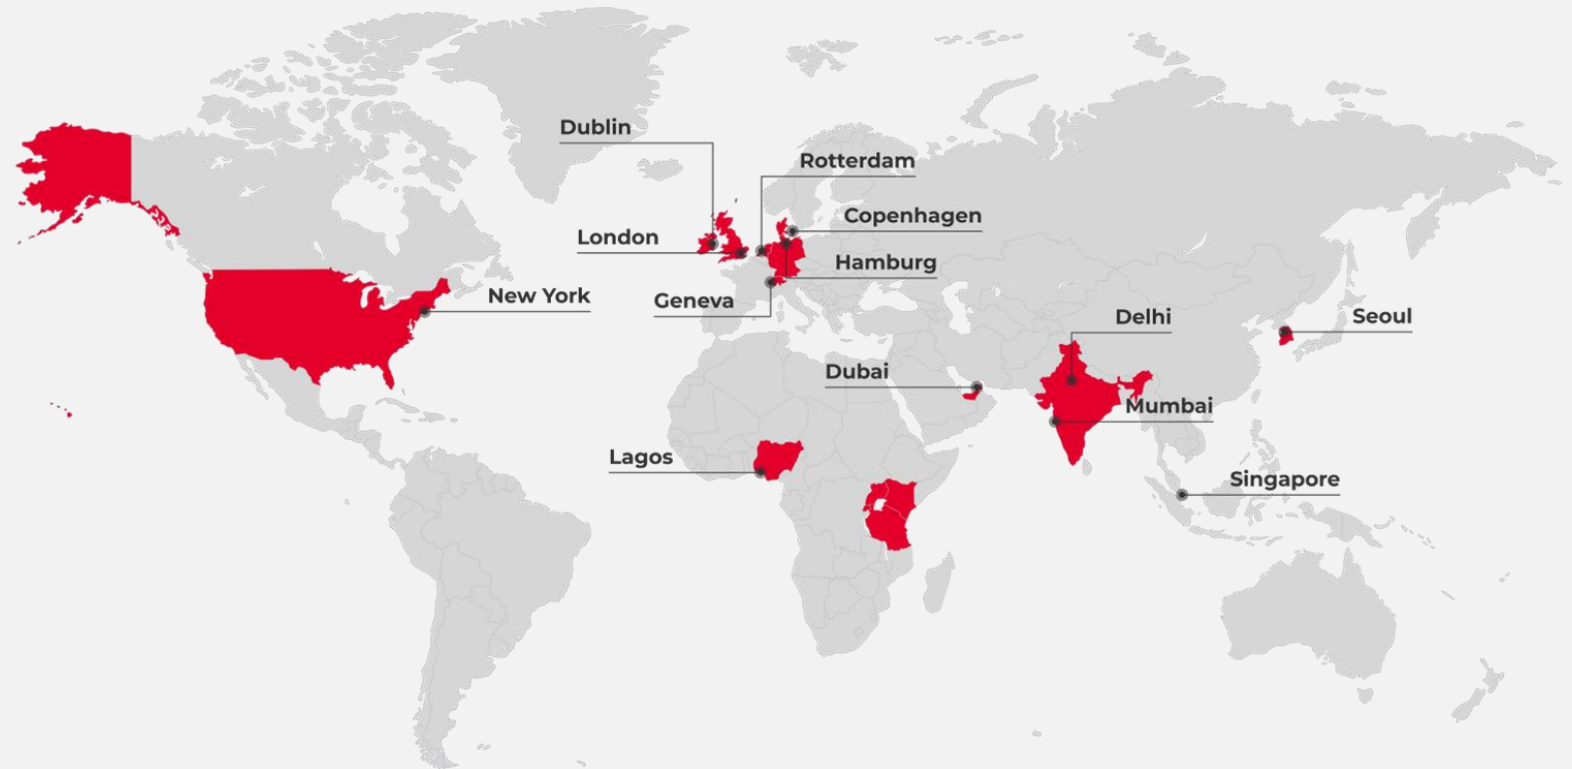 Dublin
Rotterdam
Copenhagen
London
Hamburg
New York
Geneva
Delhi
Seoul
Dubai
Mumbai
Lagos
Singapore